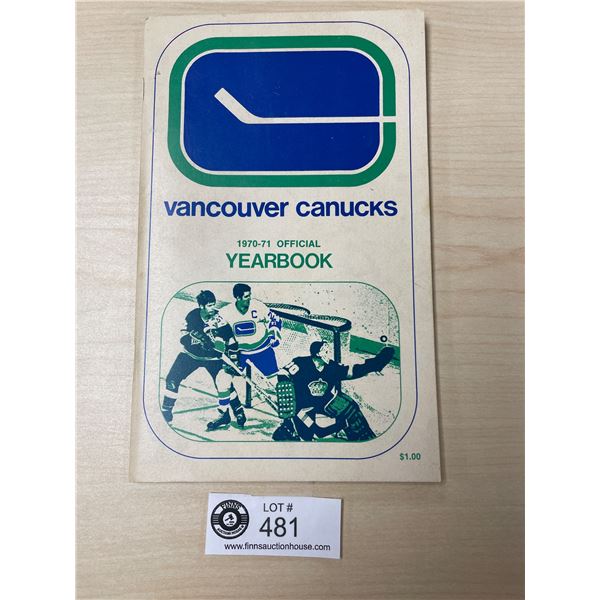 vancouver canucks
1970-71 OFFICIAL
YEARBOOK
C
$1.00
LOT #
481
www.finnsauctionhouse.com